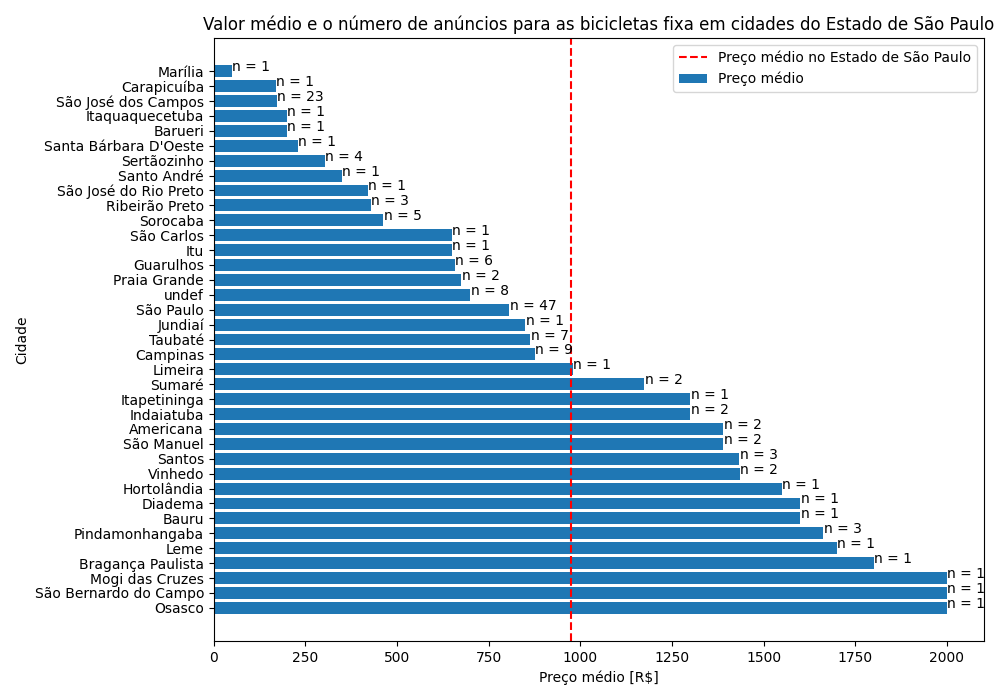 Valor médio e o número de anúncios para as bicicletas fixa em cidades do Estado de São Paulo
Preço médio no Estado de São Paulo
Preço médio
Cidade
Marília n = 1
Carapicuíba n = 1
São José dos Campos n = 23
Itaquaquecetuba n = 1
Barueri n = 1
Santa Bárbara D'Oeste n = 1
Sertãozinho n = 4
Santo André n = 1
São José do Rio Preto n = 1
Ribeirão Preto n = 3
Sorocaba n = 5
São Carlos n = 1
Itu n = 1
Guarulhos n = 6
Praia Grande n = 2
undef n = 8
São Paulo n = 47
Jundiaí n = 1
Taubaté n = 7
Campinas n = 9
Limeira n = 1
Sumaré n = 2
Itapetininga n = 1
Indaiatuba n = 2
Americana n = 2
São Manuel n = 2
Santos n = 3
Vinhedo n = 2
Hortolândia n = 1
Diadema n = 1
Bauru n = 1
Pindamonhangaba n = 3
Leme n = 1
Bragança Paulista n = 1
Mogi das Cruzes n = 1
São Bernardo do Campo n = 1
Osasco n = 1
0 250 500 750 1000 1250 1500 1750 2000
Preço médio [R$]